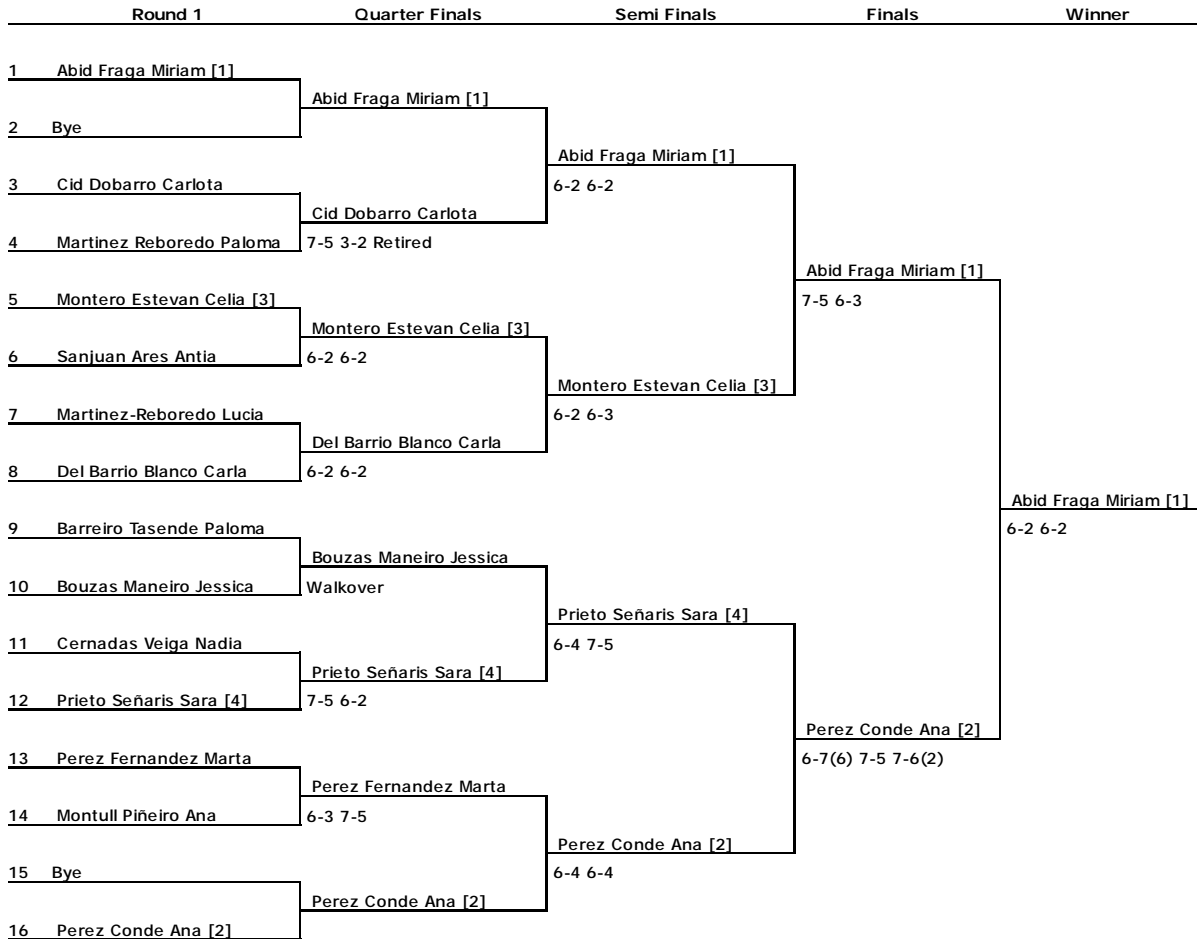 Round 1 Quarter Finals Semi Finals Finals Winner
1 Abid Fraga Miriam [1]
Abid Fraga Miriam [1]
2 Bye
Abid Fraga Miriam [1]
3 Cid Dobarro Carlota
6-2 6-2
Cid Dobarro Carlota
4 Martinez Reboredo Paloma
7-5 3-2 Retired
Abid Fraga Miriam [1]
5 Montero Estevan Celia [3]
7-5 6-3
Montero Estevan Celia [3]
6 Sanjuan Ares Antia
6-2 6-2
Montero Estevan Celia [3]
7 Martinez-Reboredo Lucia
6-2 6-3
Del Barrio Blanco Carla
8 Del Barrio Blanco Carla
6-2 6-2
Abid Fraga Miriam [1]
9 Barreiro Tasende Paloma
6-2 6-2
Bouzas Maneiro Jessica
10 Bouzas Maneiro Jessica
Walkover
Prieto Señaris Sara [4]
11 Cernadas Veiga Nadia
6-4 7-5
Prieto Señaris Sara [4]
12 Prieto Señaris Sara [4]
7-5 6-2
Perez Conde Ana [2]
13 Perez Fernandez Marta
6-7(6) 7-5 7-6(2)
Perez Fernandez Marta
14 Montull Piñeiro Ana
6-3 7-5
Perez Conde Ana [2]
15 Bye
6-4 6-4
Perez Conde Ana [2]
16 Perez Conde Ana [2]